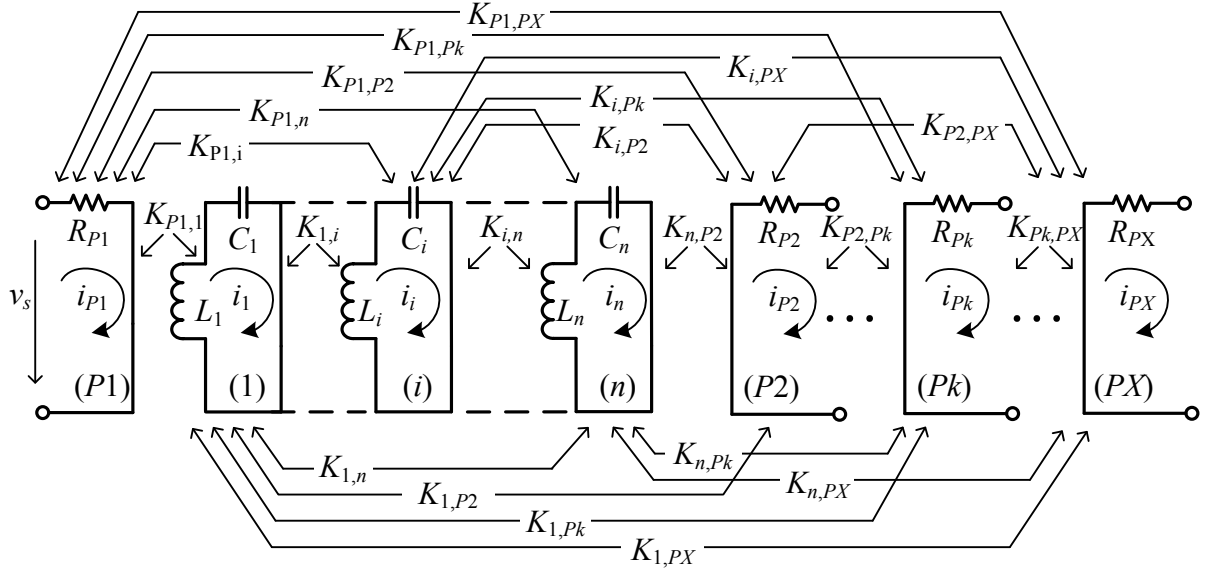 K_{P1,PX}
K_{P1,Pk}
K_{P1,P2} K_{i,PX}
K_{P1,n} K_{i,Pk}
K_{P1,i} K_{i,P2} K_{P2,PX}
R_{P1} K_{P1,1} C_1 K_{1,i} C_i K_{i,n} C_n K_{n,P2} R_{P2} K_{P2,Pk} R_{Pk} K_{Pk,PX} R_{PX}
v_s i_{P1} L_1 i_1 L_i i_i L_n i_n i_{P2} ... i_{Pk} ... i_{PX}
(P1) (1) (i) (n) (P2) (Pk) (PX)
K_{1,n} K_{n,Pk}
K_{1,P2} K_{n,PX}
K_{1,Pk}
K_{1,PX}